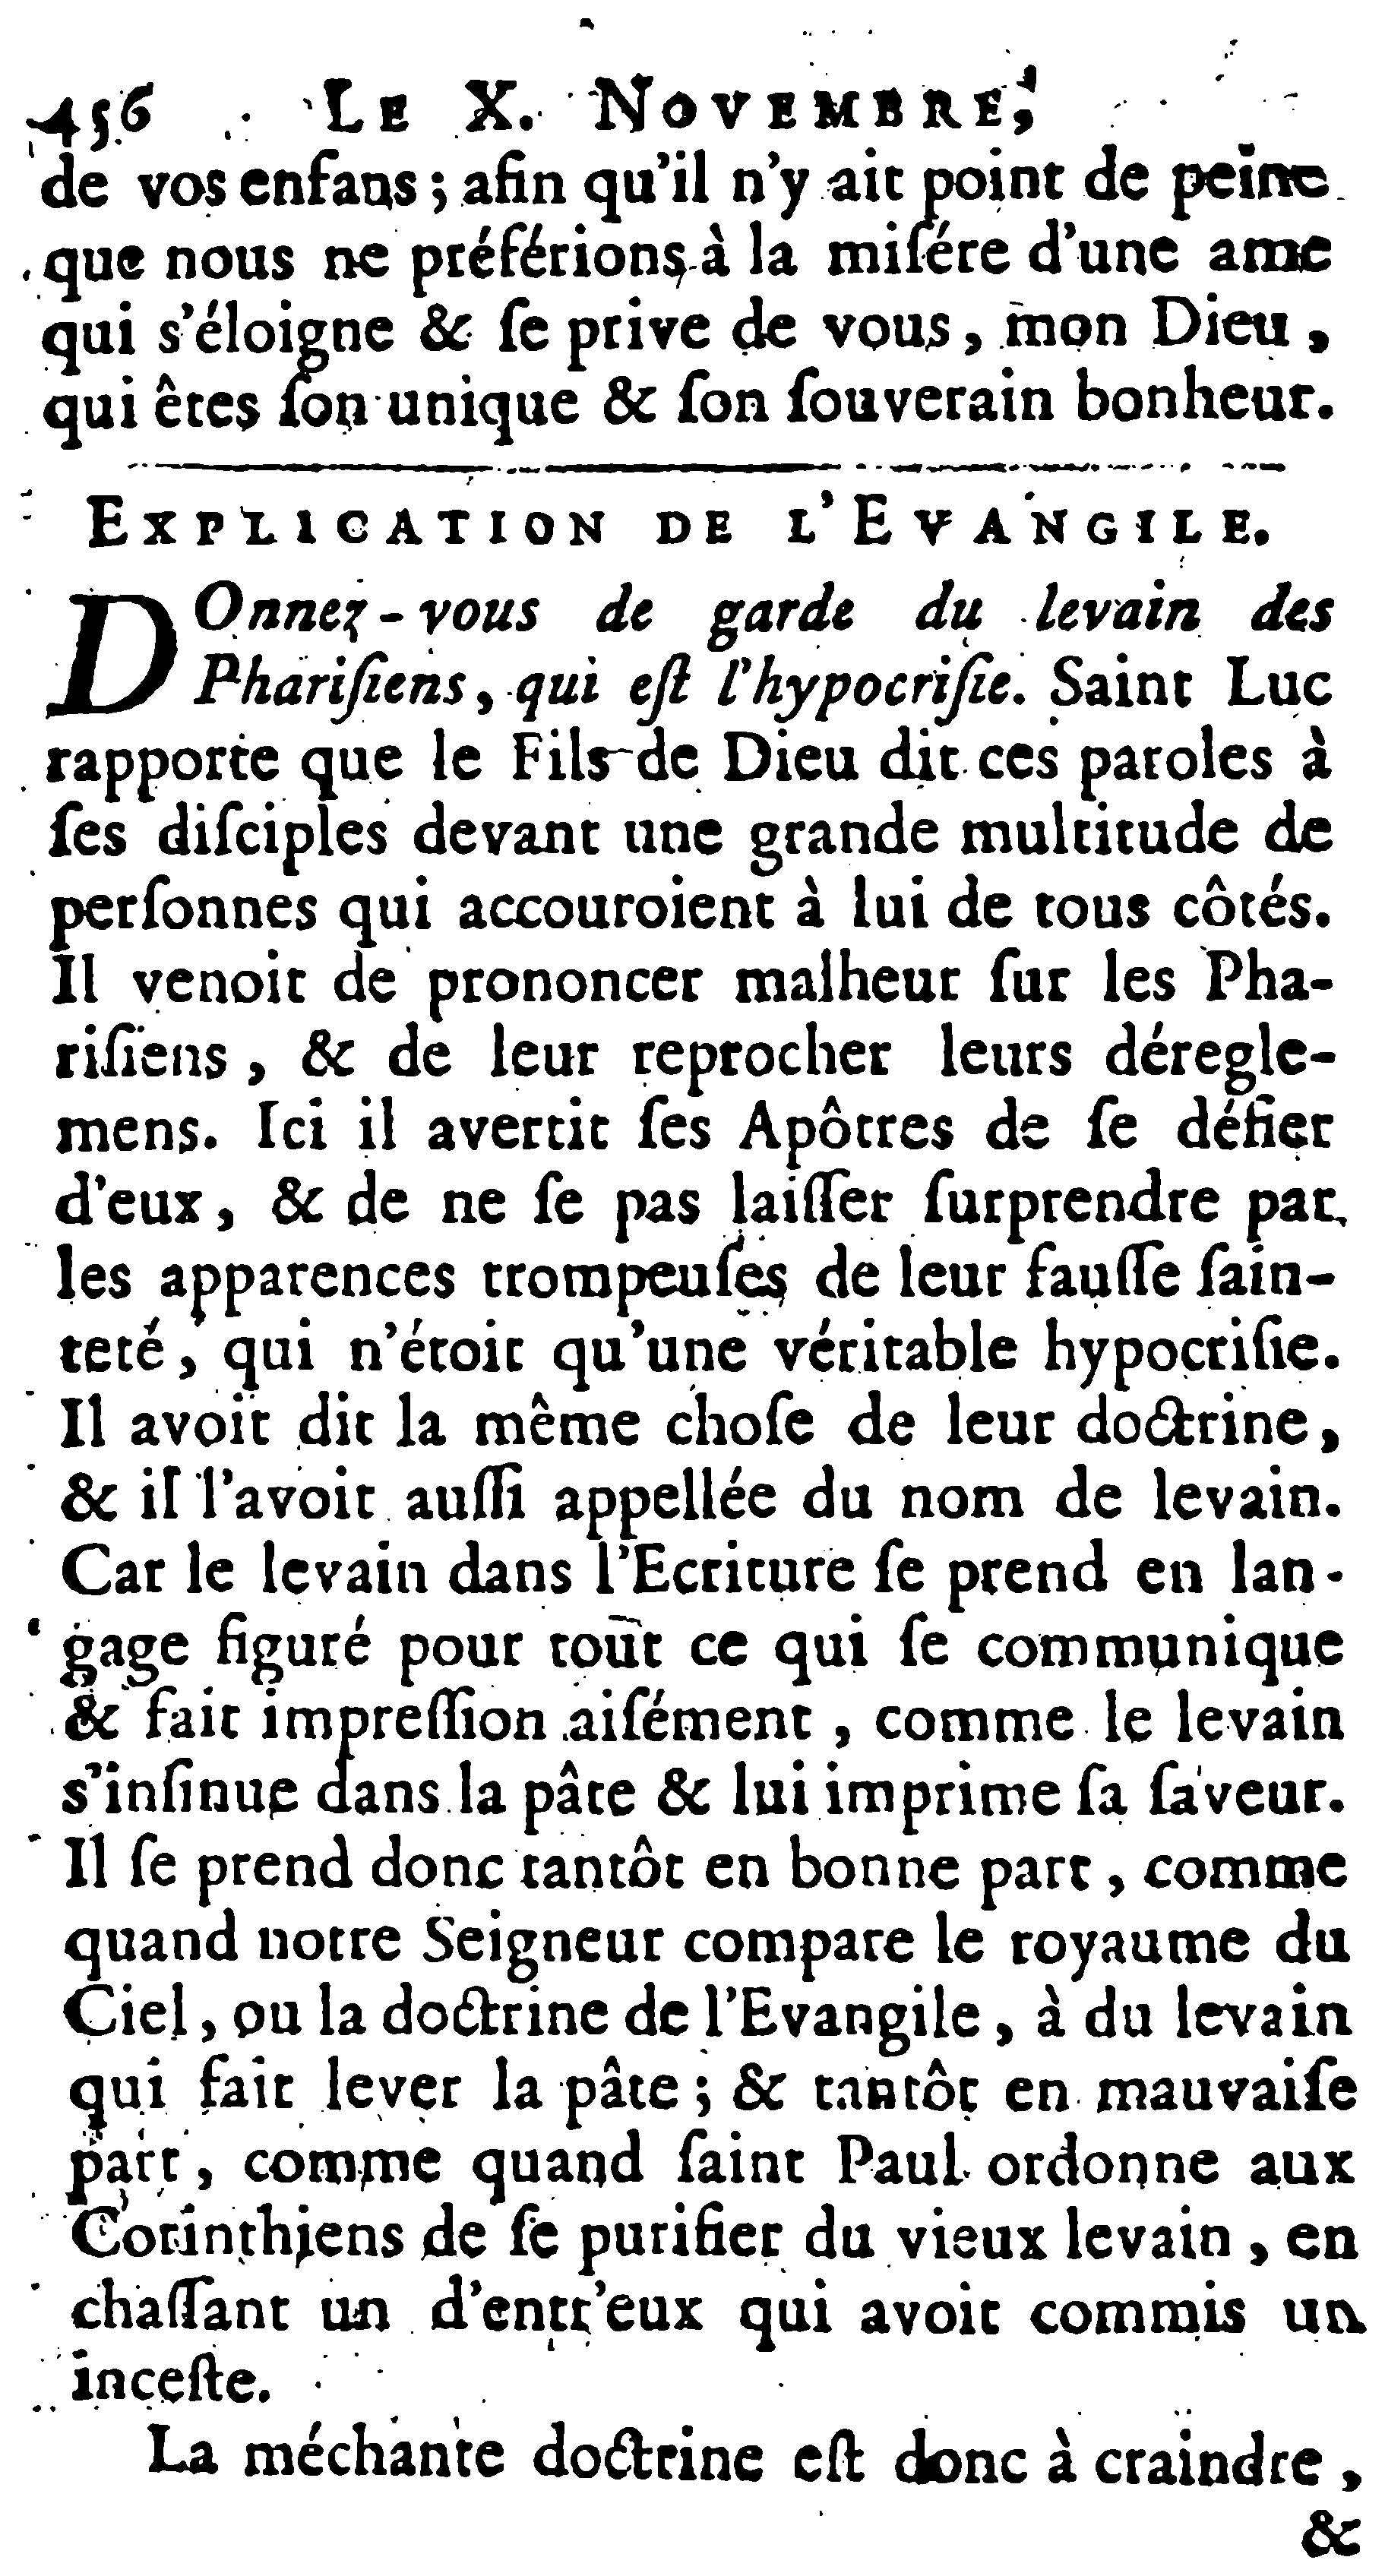 456 LE X. NOVEMBRE,
de vos enfans ; afin qu'il n'y ait point de peine
que nous ne préférions à la miſére d'une ame
qui s'éloigne & ſe prive de vous, mon Dieu,
qui êtes ſon unique & ſon ſouverain bonheur.
EXPLICATION DE L'EVANGILE.
DOnnez-vous de garde du levain des
Phariſiens, qui eſt l'hypocriſie. Saint Luc
rapporte que le Fils de Dieu dit ces paroles à
ſes diſciples devant une grande multitude de
perſonnes qui accouroient à lui de tous côtés.
Il venoit de prononcer malheur ſur les Pha-
riſiens, & de leur reprocher leurs déregle-
mens. Ici il avertit ſes Apôtres de ſe défier
d'eux, & de ne ſe pas laiſſer ſurprendre par
les apparences trompeuſes de leur fauſſe ſain-
teté, qui n'étoit qu'une véritable hypocriſie.
Il avoit dit la même choſe de leur doctrine,
& il l'avoit auſſi appellée du nom de levain.
Car le levain dans l'Ecriture ſe prend en lan-
gage figuré pour tout ce qui ſe communique
& fait impreſſion aiſément, comme le levain
s'inſinue dans la pâte & lui imprime ſa ſaveur.
Il ſe prend donc tantôt en bonne part, comme
quand notre Seigneur compare le royaume du
Ciel, ou la doctrine de l'Evangile, à du levain
qui fait lever la pâte ; & tantôt en mauvaiſe
part, comme quand ſaint Paul ordonne aux
Corinthiens de ſe purifier du vieux levain, en
chaſſant un d'entr'eux qui avoit commis un
inceſte.
La méchante doctrine eſt donc à craindre,
&